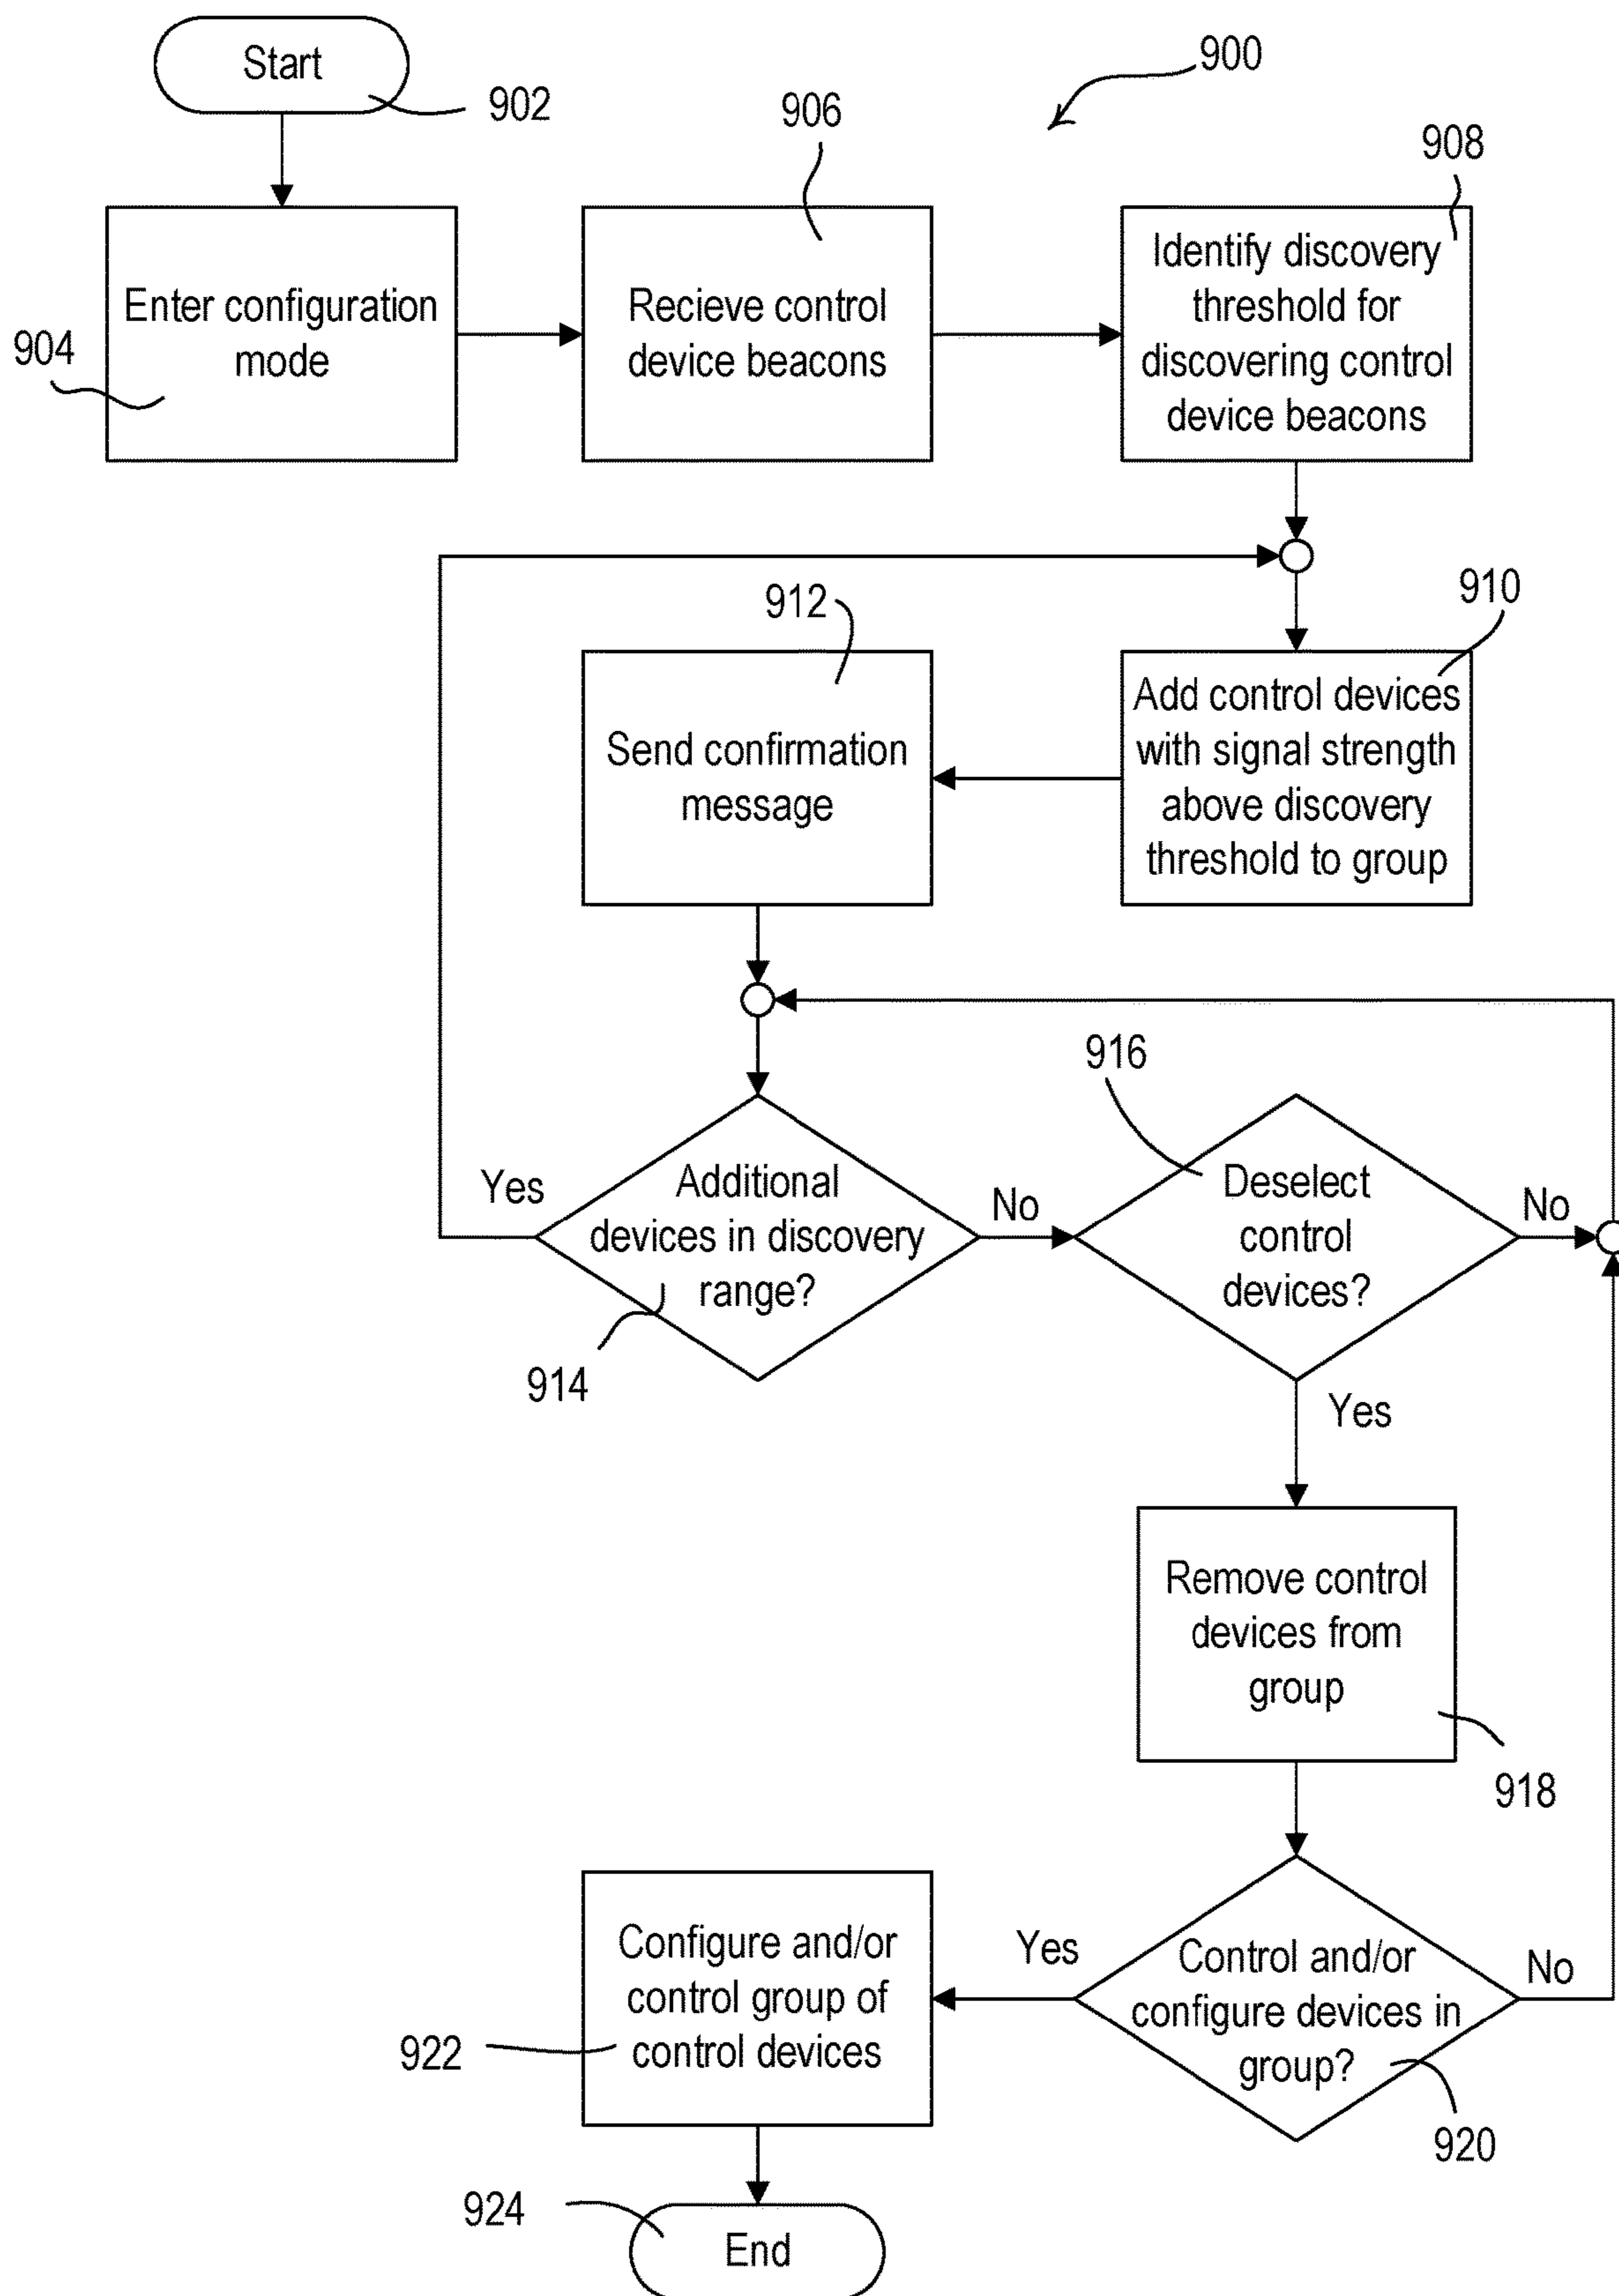 Start
902
900
906
908
904
Enter configuration
mode
Recieve control
device beacons
Identify discovery
threshold for
discovering control
device beacons
912
910
Send confirmation
message
Add control devices
with signal strength
above discovery
threshold to group
916
Yes
Additional
devices in discovery
range?
No
Deselect
control
devices?
No
914
Yes
Remove control
devices from
group
918
Configure and/or
control group of
control devices
922
Yes
Control and/or
configure devices in
group?
No
920
924
End